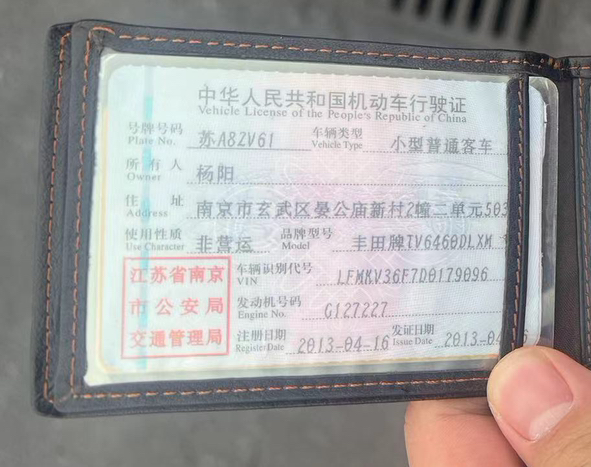 中华人民共和国机动车行驶证
Vehicle License of the People's Republic of China
号牌号码 苏A8ZV61 车辆类型 小型普通客车
Plate No. Vehicle Type
所有人 杨阳
Owner
住址 南京市玄武区晏公庙新村2幢二单元503
Address
使用性质 非营运 品牌型号 丰田牌TV6460DLXM
Use Character Model
江苏省南京
市公安局
交通管理局
车辆识别代号 LFMKV36F7D0179096
VIN
发动机号码 G127227
Engine No.
注册日期 2013-04-16 发证日期 2013-04-
Register Date Issue Date